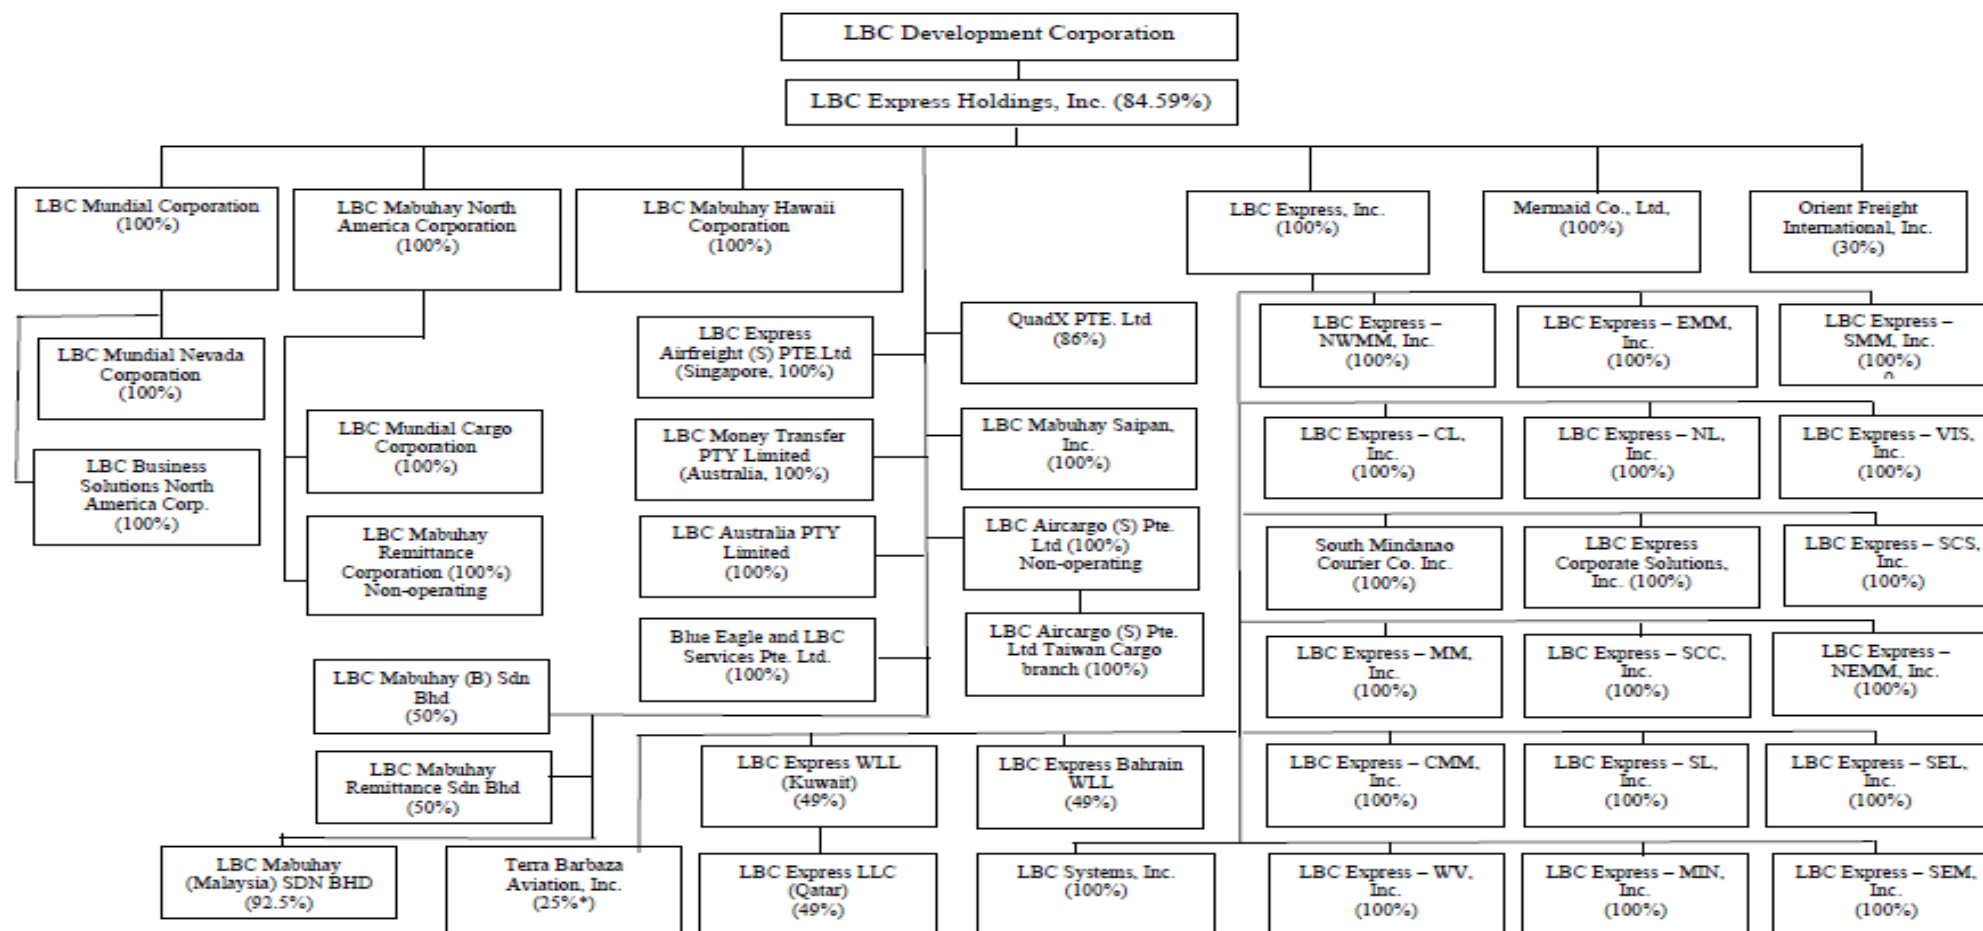 LBC Development Corporation
LBC Express Holdings, Inc. (84.59%)
LBC Mundial Corporation
(100%)
LBC Mabuhay North
America Corporation
(100%)
LBC Mabuhay Hawaii
Corporation
(100%)
LBC Express, Inc.
(100%)
Mermaid Co., Ltd,
(100%)
Orient Freight
International, Inc.
(30%)
LBC Mundial Nevada
Corporation
(100%)
LBC Business
Solutions North
America Corp.
(100%)
LBC Mundial Cargo
Corporation
(100%)
LBC Mabuhay
Remittance
Corporation (100%)
Non-operating
LBC Express
Airfreight (S) PTE.Ltd
(Singapore, 100%)
LBC Money Transfer
PTY Limited
(Australia, 100%)
LBC Australia PTY
Limited
(100%)
Blue Eagle and LBC
Services Pte. Ltd.
(100%)
QuadX PTE. Ltd
(86%)
LBC Mabuhay Saipan,
Inc.
(100%)
LBC Aircargo (S) Pte.
Ltd (100%)
Non-operating
LBC Aircargo (S) Pte.
Ltd Taiwan Cargo
branch (100%)
LBC Mabuhay (B) Sdn
Bhd
(50%)
LBC Mabuhay
Remittance Sdn Bhd
(50%)
LBC Mabuhay
(Malaysia) SDN BHD
(92.5%)
Terra Barbaza
Aviation, Inc.
(25%*)
LBC Express WLL
(Kuwait)
(49%)
LBC Express LLC
(Qatar)
(49%)
LBC Express Bahrain
WLL
(49%)
LBC Systems, Inc.
(100%)
LBC Express –
NWMM, Inc.
(100%)
LBC Express – EMM,
Inc.
(100%)
LBC Express –
SMM, Inc.
(100%)
LBC Express – CL,
Inc.
(100%)
LBC Express – NL,
Inc.
(100%)
LBC Express – VIS,
Inc.
(100%)
South Mindanao
Courier Co. Inc.
(100%)
LBC Express
Corporate Solutions,
Inc. (100%)
LBC Express – SCS,
Inc.
(100%)
LBC Express – MM,
Inc.
(100%)
LBC Express – SCC,
Inc.
(100%)
LBC Express –
NEMM, Inc.
(100%)
LBC Express – CMM,
Inc.
(100%)
LBC Express – SL,
Inc.
(100%)
LBC Express – SEL,
Inc.
(100%)
LBC Express – WV,
Inc.
(100%)
LBC Express – MIN,
Inc.
(100%)
LBC Express – SEM,
Inc.
(100%)